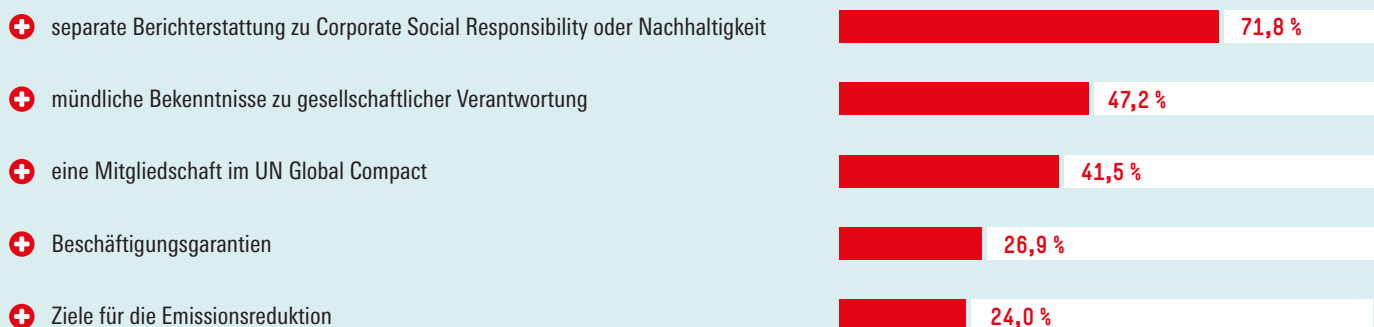 separate Berichterstattung zu Corporate Social Responsibility oder Nachhaltigkeit 71,8 %
mündliche Bekenntnisse zu gesellschaftlicher Verantwortung 47,2 %
eine Mitgliedschaft im UN Global Compact 41,5 %
Beschäftigungsgarantien 26,9 %
Ziele für die Emissionsreduktion 24,0 %